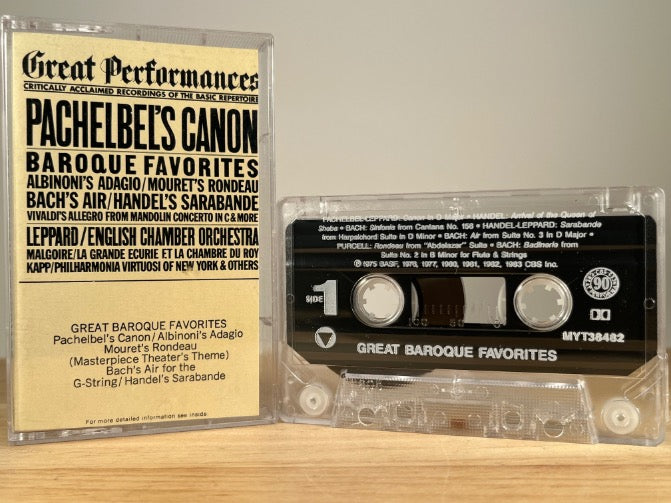 Great Performances
CRITICALLY ACCLAIMED RECORDINGS OF THE BASIC REPERTOIRE
PACHELBEL'S CANON
BAROQUE FAVORITES
ALBINONI'S ADAGIO/MOURET'S RONDEAU
BACH'S AIR/HANDEL'S SARABANDE
VIVALDI'S ALLEGRO FROM MANDOLIN CONCERTO IN C & MORE
LEPPARD/ENGLISH CHAMBER ORCHESTRA
MALGOIRE/LA GRANDE ECURIE ET LA CHAMBRE DU ROY
KAPP/PHILHARMONIA VIRTUOSI OF NEW YORK & OTHERS
GREAT BAROQUE FAVORITES
Pachelbel's Canon/Albinoni's Adagio
Mouret's Rondeau
(Masterpiece Theater's Theme)
Bach's Air for the
G-String/Handel's Sarabande
For more detailed information see inside.
PACHELBEL-LEPPARD: Canon in D Major • HANDEL: Arrival of the Queen of
Sheba • BACH: Sinfonia from Cantata No. 156 • HANDEL-LEPPARD: Sarabande
from Harpsichord Suite in D Minor • BACH: Air from Suite No. 3 in D Major •
PURCELL: Rondeau from "Abdelazar" Suite • BACH: Badinerie from
Suite No. 2 in B Minor for Flute & Strings
℗ 1975 BASF, 1976, 1977, 1980, 1981, 1982, 1983 CBS Inc.
SIDE 1
90
100 50 0
MYT38482
GREAT BAROQUE FAVORITES